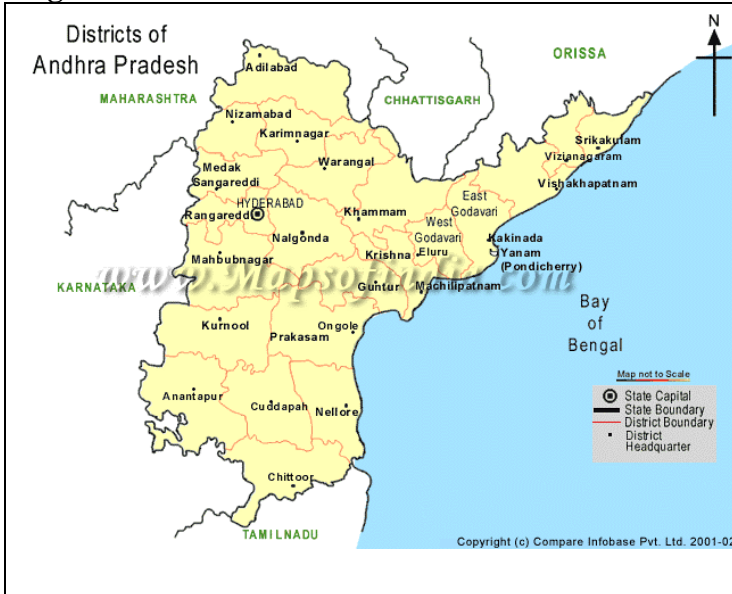 Districts of
Andhra Pradesh
N
ORISSA
MAHARASHTRA
CHHATTISGARH
Adilabad
Nizamabad
Karimnagar
Srikakulam
Vizianagaram
Warangal
Medak
Sangareddi
Vishakhapatnam
HYDERABAD
East
Godavari
Rangareddi
Khammam
West
Godavari
Nalgonda
Kakinada
Krishna
Eluru
Yanam
(Pondicherry)
Mahbubnagar
www.Mapsofindia.com
KARNATAKA
Guntur
Machilipatnam
Bay
of
Bengal
Kurnool
Ongole
Prakasam
Map not to Scale
Anantapur
Cuddapah
Nellore
State Capital
State Boundary
District Boundary
District
Headquarter
Chittoor
TAMILNADU
Copyright (c) Compare Infobase Pvt. Ltd. 2001-02